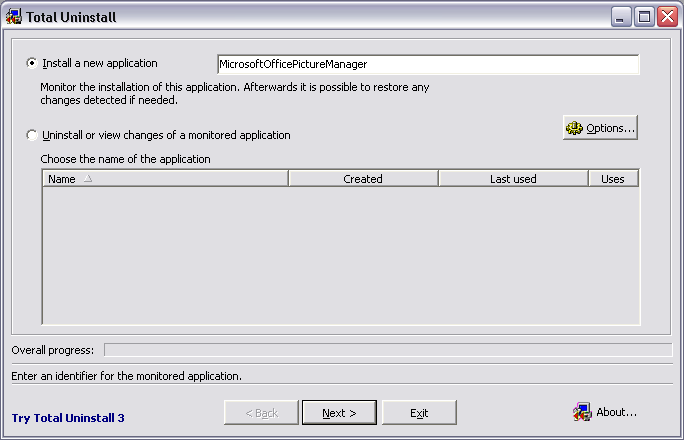 Total Uninstall
Install a new application
MicrosoftOfficePictureManager
Monitor the installation of this application. Afterwards it is possible to restore any
changes detected if needed.
Uninstall or view changes of a monitored application
Options...
Choose the name of the application
Name Created Last used Uses
Overall progress:
Enter an identifier for the monitored application.
Try Total Uninstall 3
< Back Next > Exit
About...